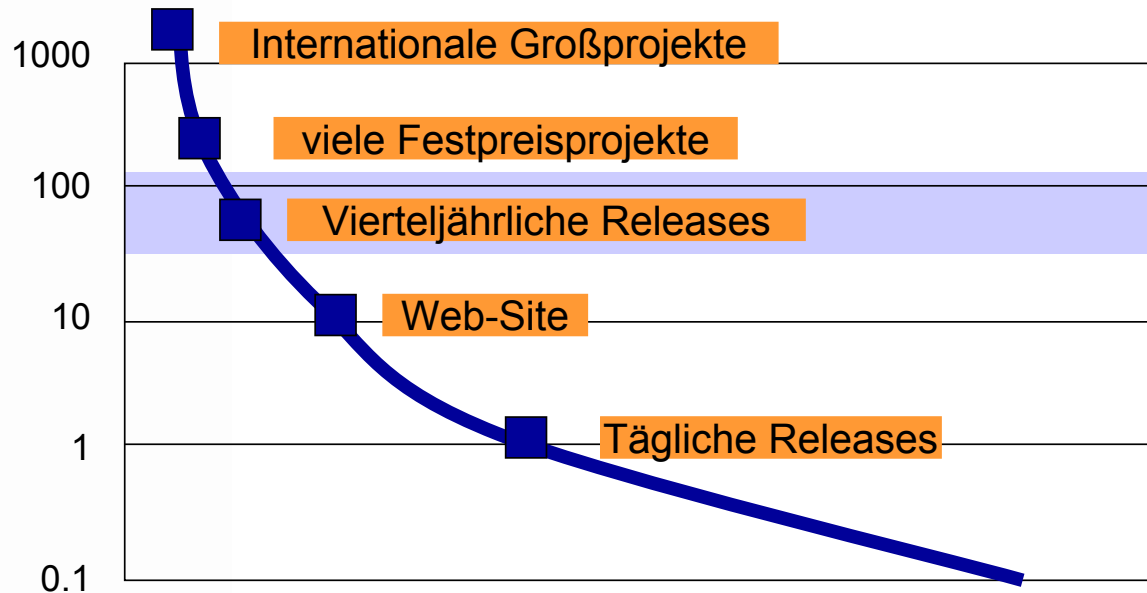 1000
Internationale Großprojekte
viele Festpreisprojekte
100
Vierteljährliche Releases
10
Web-Site
1
Tägliche Releases
0.1